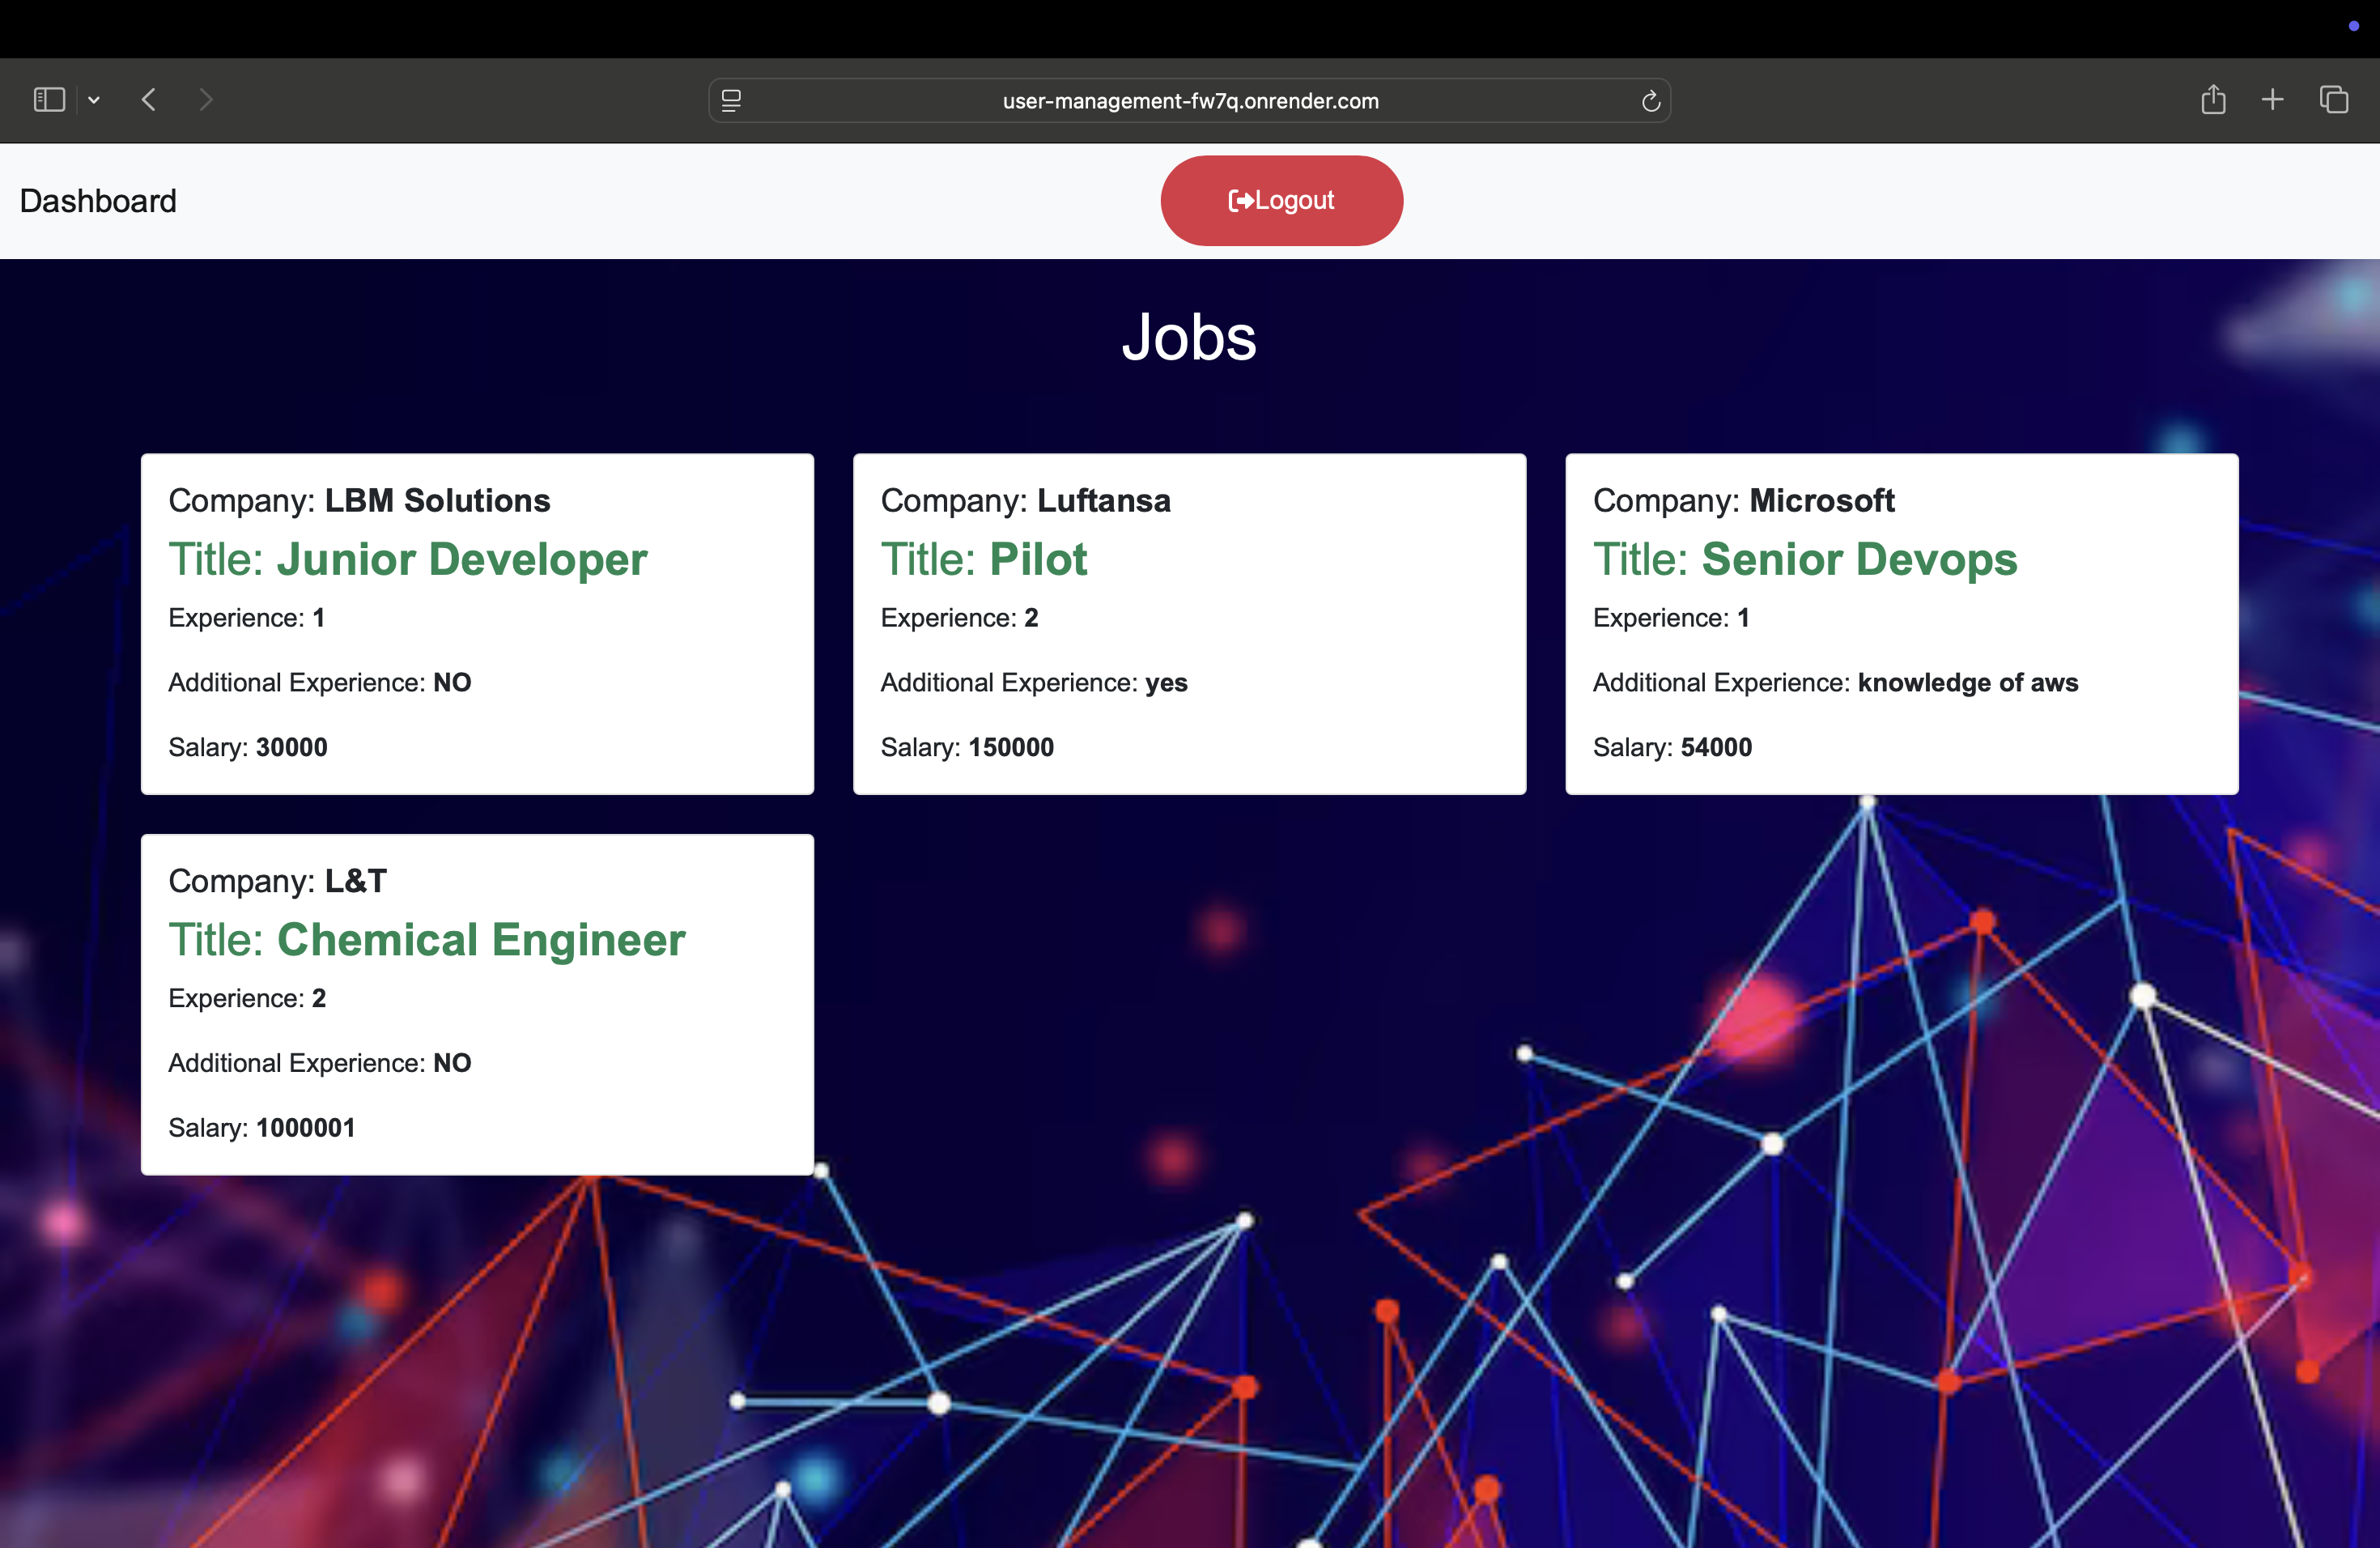 user-management-fw7q.onrender.com
Dashboard
Logout
Jobs
Company: LBM Solutions
Title: Junior Developer
Experience: 1
Additional Experience: NO
Salary: 30000
Company: Luftansa
Title: Pilot
Experience: 2
Additional Experience: yes
Salary: 150000
Company: Microsoft
Title: Senior Devops
Experience: 1
Additional Experience: knowledge of aws
Salary: 54000
Company: L&T
Title: Chemical Engineer
Experience: 2
Additional Experience: NO
Salary: 1000001